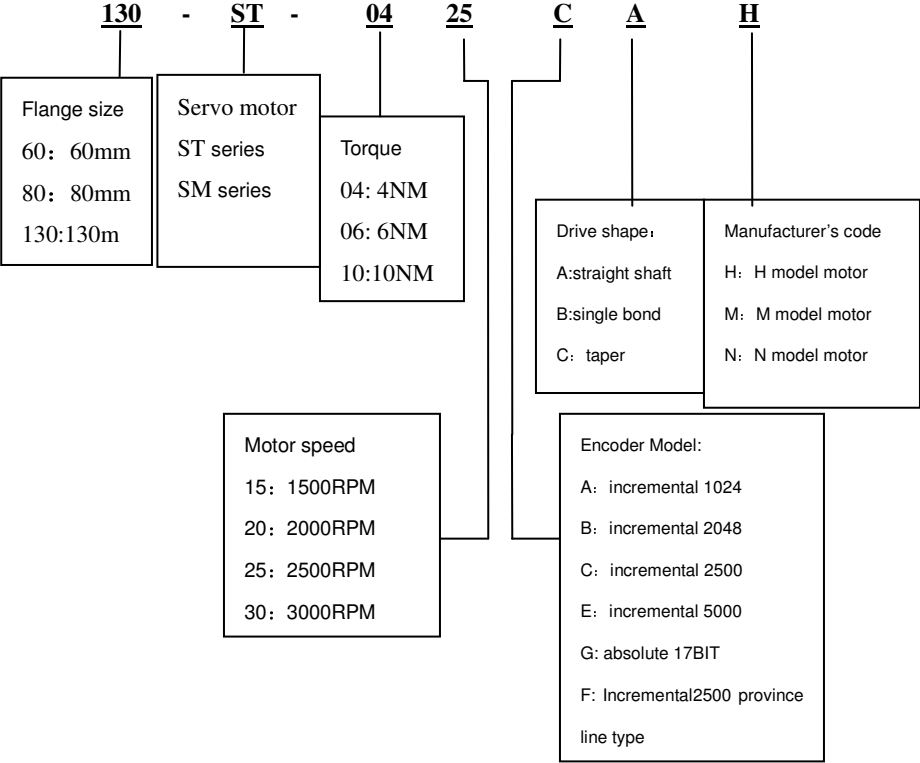 130 - ST - 04 25 C A H
Flange size
60：60mm
80：80mm
130:130m
Servo motor
ST series
SM series
Torque
04: 4NM
06: 6NM
10:10NM
Drive shape：
A:straight shaft
B:single bond
C：taper
Manufacturer's code
H：H model motor
M：M model motor
N：N model motor
Motor speed
15：1500RPM
20：2000RPM
25：2500RPM
30：3000RPM
Encoder Model:
A：incremental 1024
B：incremental 2048
C：incremental 2500
E：incremental 5000
G: absolute 17BIT
F: Incremental2500 province
line type